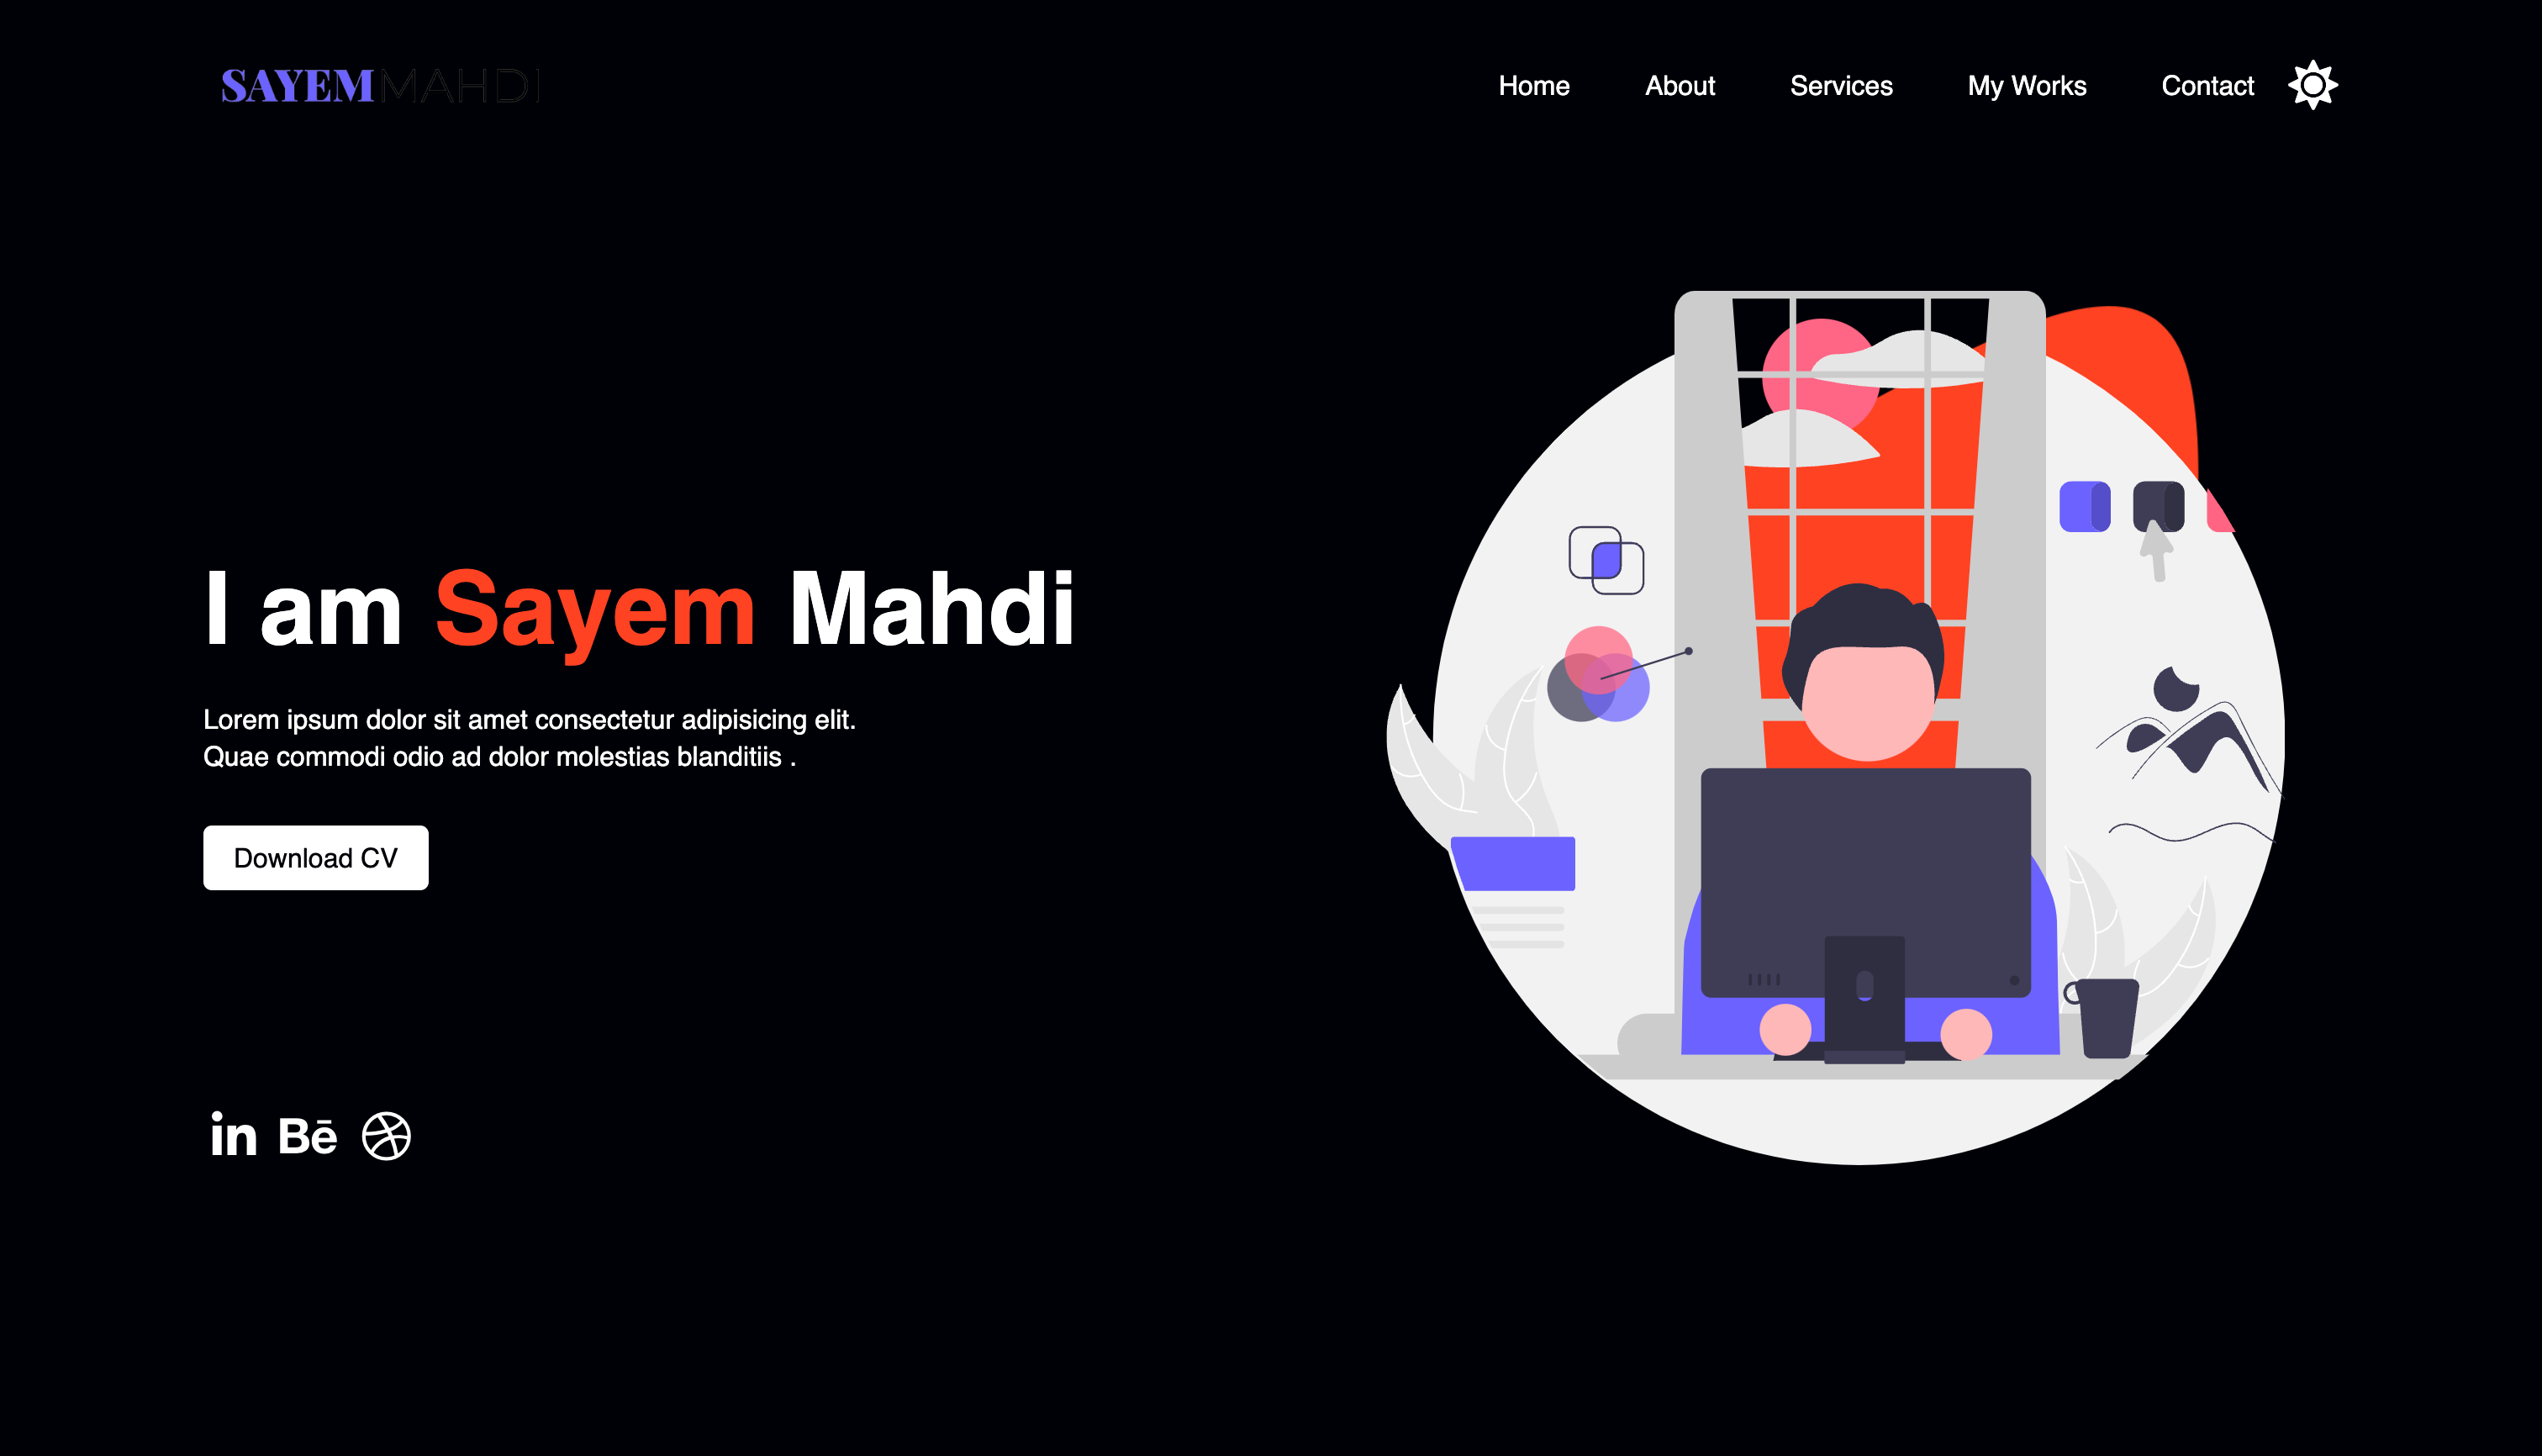 SAYEMMAHDI
Home About Services My Works Contact
I am Sayem Mahdi
Lorem ipsum dolor sit amet consectetur adipisicing elit.
Quae commodi odio ad dolor molestias blanditiis .
Download CV
in Bē